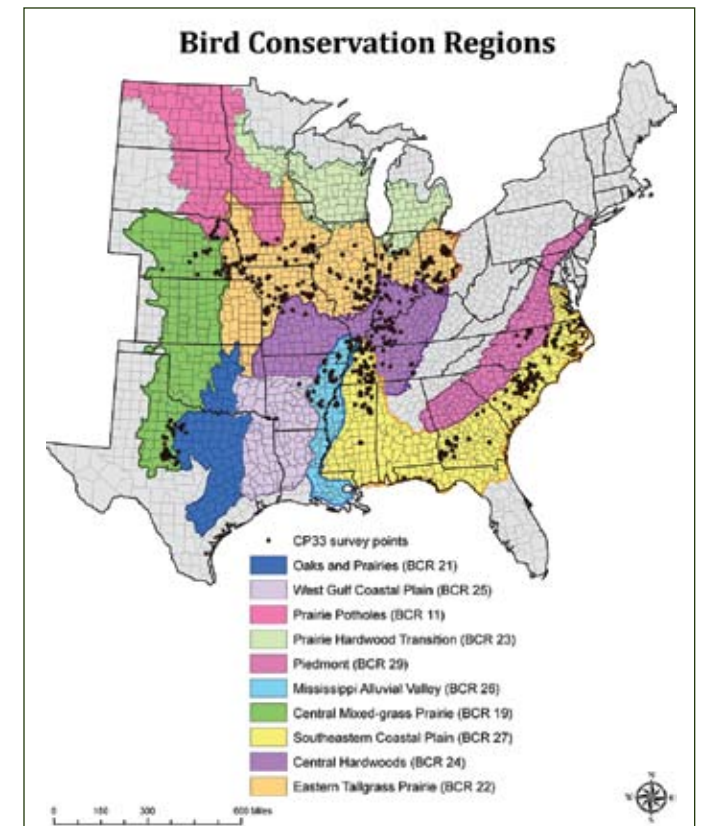 Bird Conservation Regions
CP33 survey points
Oaks and Prairies (BCR 21)
West Gulf Coastal Plain (BCR 25)
Prairie Potholes (BCR 11)
Prairie Hardwood Transition (BCR 23)
Piedmont (BCR 29)
Mississippi Alluvial Valley (BCR 26)
Central Mixed-grass Prairie (BCR 19)
Southeastern Coastal Plain (BCR 27)
Central Hardwoods (BCR 24)
Eastern Tallgrass Prairie (BCR 22)
0 150 300 600 Miles